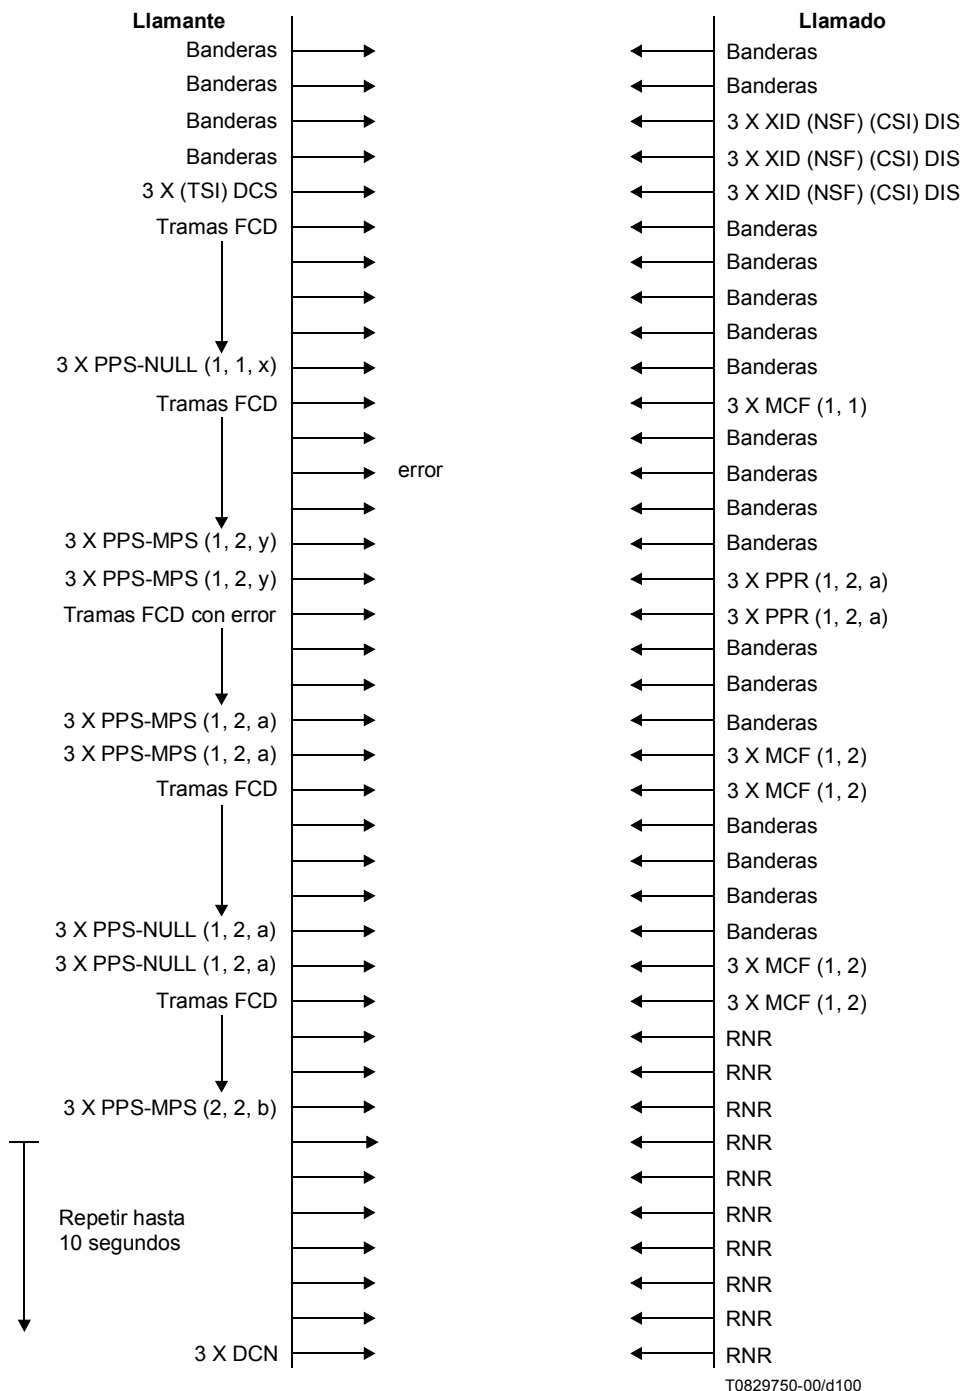 Llamante Llamado
Banderas Banderas
Banderas Banderas
Banderas 3 X XID (NSF) (CSI) DIS
Banderas 3 X XID (NSF) (CSI) DIS
3 X (TSI) DCS 3 X XID (NSF) (CSI) DIS
Tramas FCD Banderas
Banderas
Banderas
Banderas
3 X PPS-NULL (1, 1, x) Banderas
Tramas FCD 3 X MCF (1, 1)
Banderas
error Banderas
Banderas
3 X PPS-MPS (1, 2, y) Banderas
3 X PPS-MPS (1, 2, y) 3 X PPR (1, 2, a)
Tramas FCD con error 3 X PPR (1, 2, a)
Banderas
Banderas
3 X PPS-MPS (1, 2, a) Banderas
3 X PPS-MPS (1, 2, a) 3 X MCF (1, 2)
Tramas FCD 3 X MCF (1, 2)
Banderas
Banderas
Banderas
3 X PPS-NULL (1, 2, a) Banderas
3 X PPS-NULL (1, 2, a) 3 X MCF (1, 2)
Tramas FCD 3 X MCF (1, 2)
RNR
RNR
3 X PPS-MPS (2, 2, b) RNR
RNR
RNR
Repetir hasta RNR
10 segundos RNR
RNR
RNR
3 X DCN RNR
T0829750-00/d100